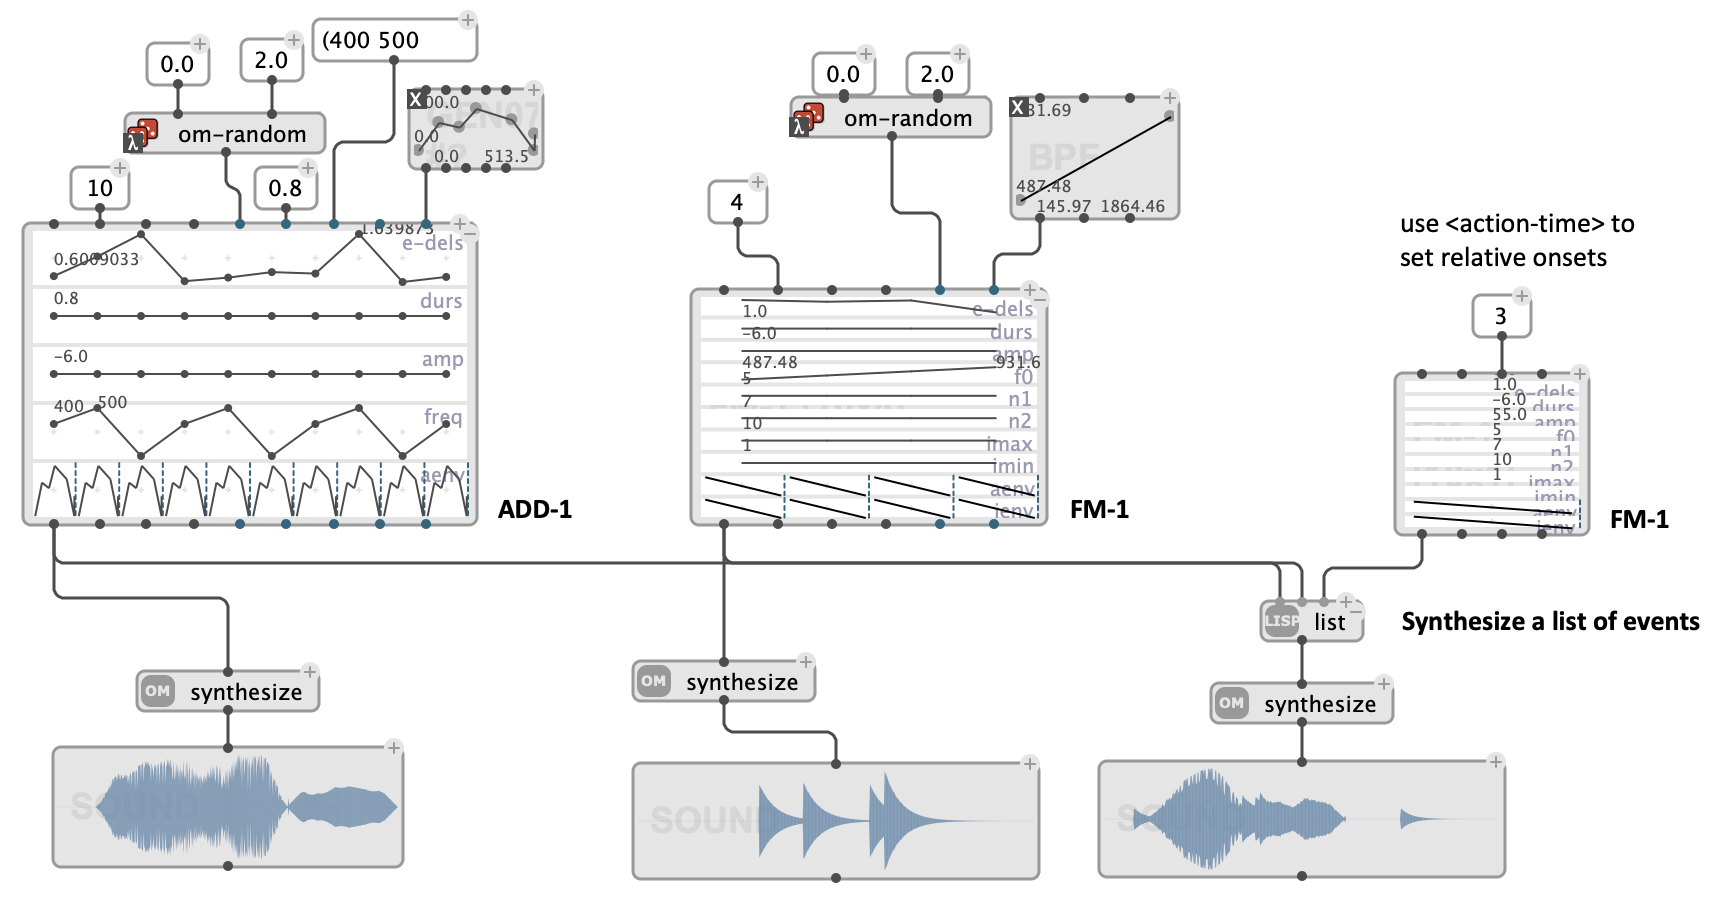 (400 500
0.0
2.0
om-random
10
0.8
X
00.0
GEN07
0.0
0.0
513.5
1.639873
e-dels
0.6009033
0.8
durs
-6.0
amp
400
500
freq
aenv
ADD-1
0.0
2.0
om-random
4
X
31.69
BPF
487.48
145.97
1864.46
1.0
e-dels
-6.0
durs
amp
487.48
931.6
5
f0
7
n1
10
n2
1
imax
imin
aenv
ienv
FM-1
use <action-time> to
set relative onsets
3
1.0
e-dels
-6.0
durs
55.0
amp
5
f0
7
n1
10
n2
1
imax
imin
aenv
ienv
FM-1
LISP
list
Synthesize a list of events
OM
synthesize
OM
synthesize
OM
synthesize
SOUND
SOUND
SOUND